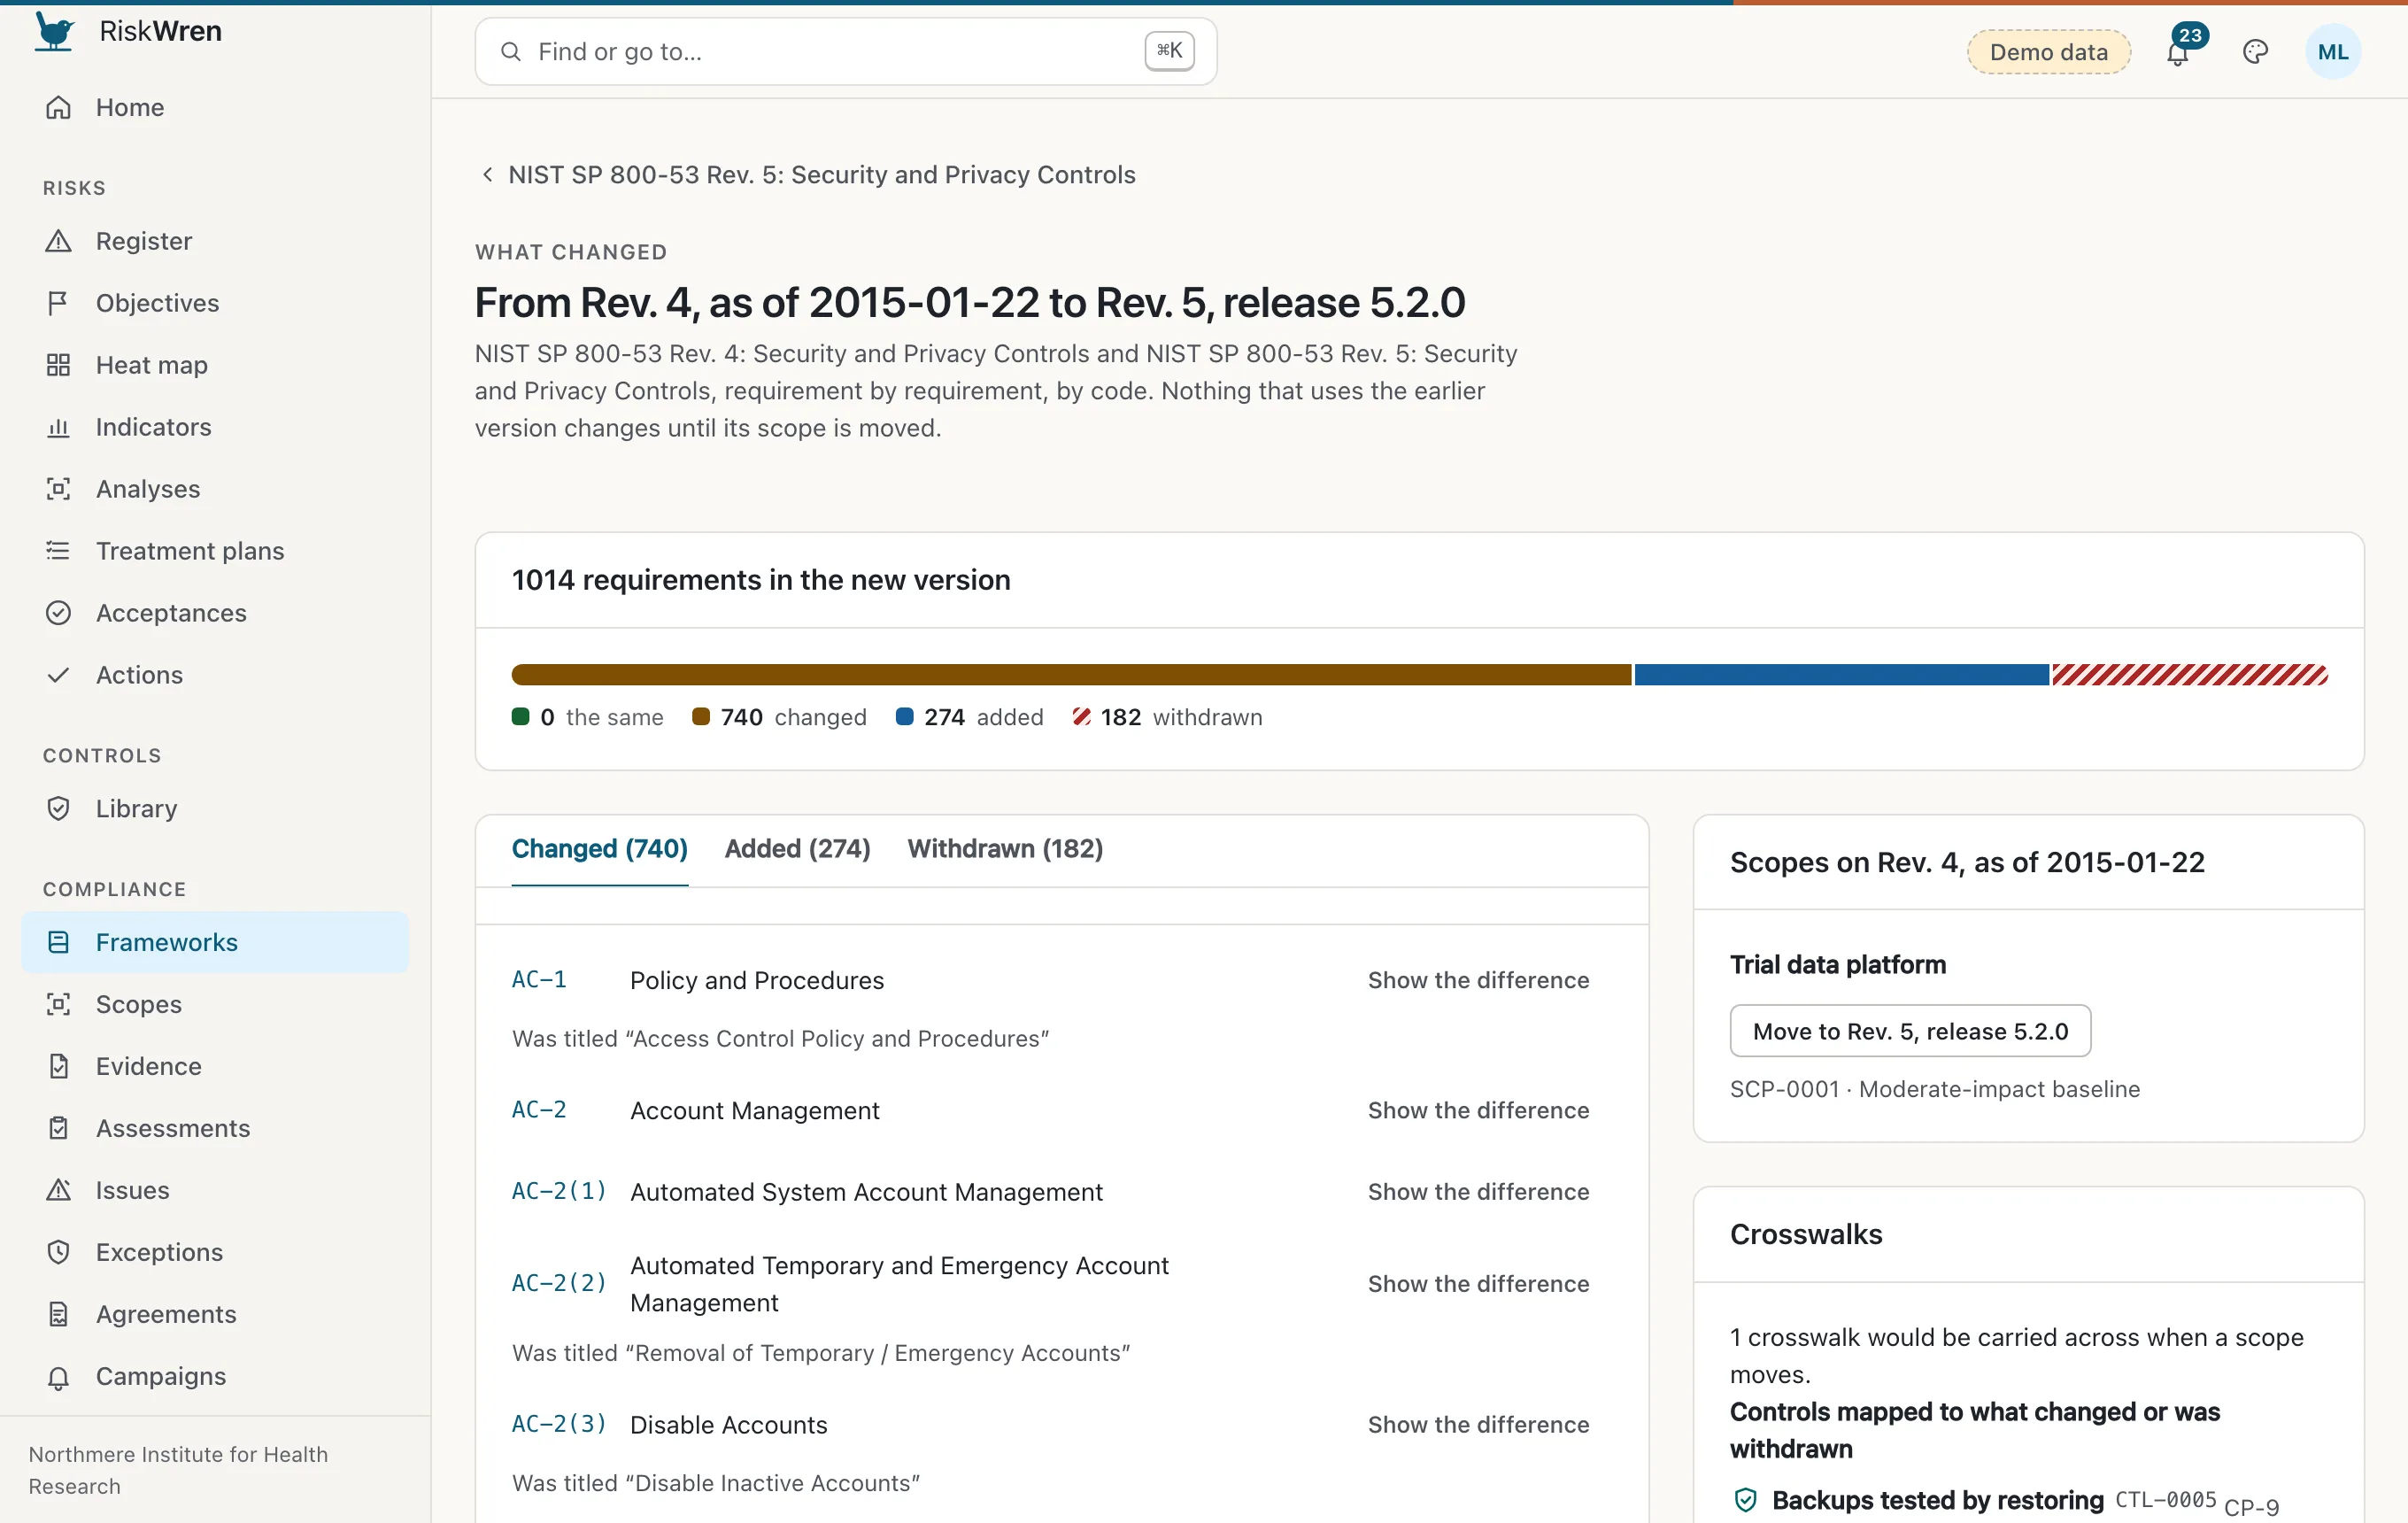 RiskWren
Find or go to...
⌘K
Demo data
23
ML
Home
RISKS
Register
Objectives
Heat map
Indicators
Analyses
Treatment plans
Acceptances
Actions
CONTROLS
Library
COMPLIANCE
Frameworks
Scopes
Evidence
Assessments
Issues
Exceptions
Agreements
Campaigns
Northmere Institute for Health
Research
NIST SP 800-53 Rev. 5: Security and Privacy Controls
WHAT CHANGED
From Rev. 4, as of 2015-01-22 to Rev. 5, release 5.2.0
NIST SP 800-53 Rev. 4: Security and Privacy Controls and NIST SP 800-53 Rev. 5: Security
and Privacy Controls, requirement by requirement, by code. Nothing that uses the earlier
version changes until its scope is moved.
1014 requirements in the new version
0 the same 740 changed 274 added 182 withdrawn
Changed (740) Added (274) Withdrawn (182)
AC-1 Policy and Procedures Show the difference
Was titled “Access Control Policy and Procedures”
AC-2 Account Management Show the difference
AC-2(1) Automated System Account Management Show the difference
AC-2(2) Automated Temporary and Emergency Account
Management Show the difference
Was titled “Removal of Temporary / Emergency Accounts”
AC-2(3) Disable Accounts Show the difference
Was titled “Disable Inactive Accounts”
Scopes on Rev. 4, as of 2015-01-22
Trial data platform
Move to Rev. 5, release 5.2.0
SCP-0001 · Moderate-impact baseline
Crosswalks
1 crosswalk would be carried across when a scope
moves.
Controls mapped to what changed or was
withdrawn
Backups tested by restoring CTL-0005 CP-9